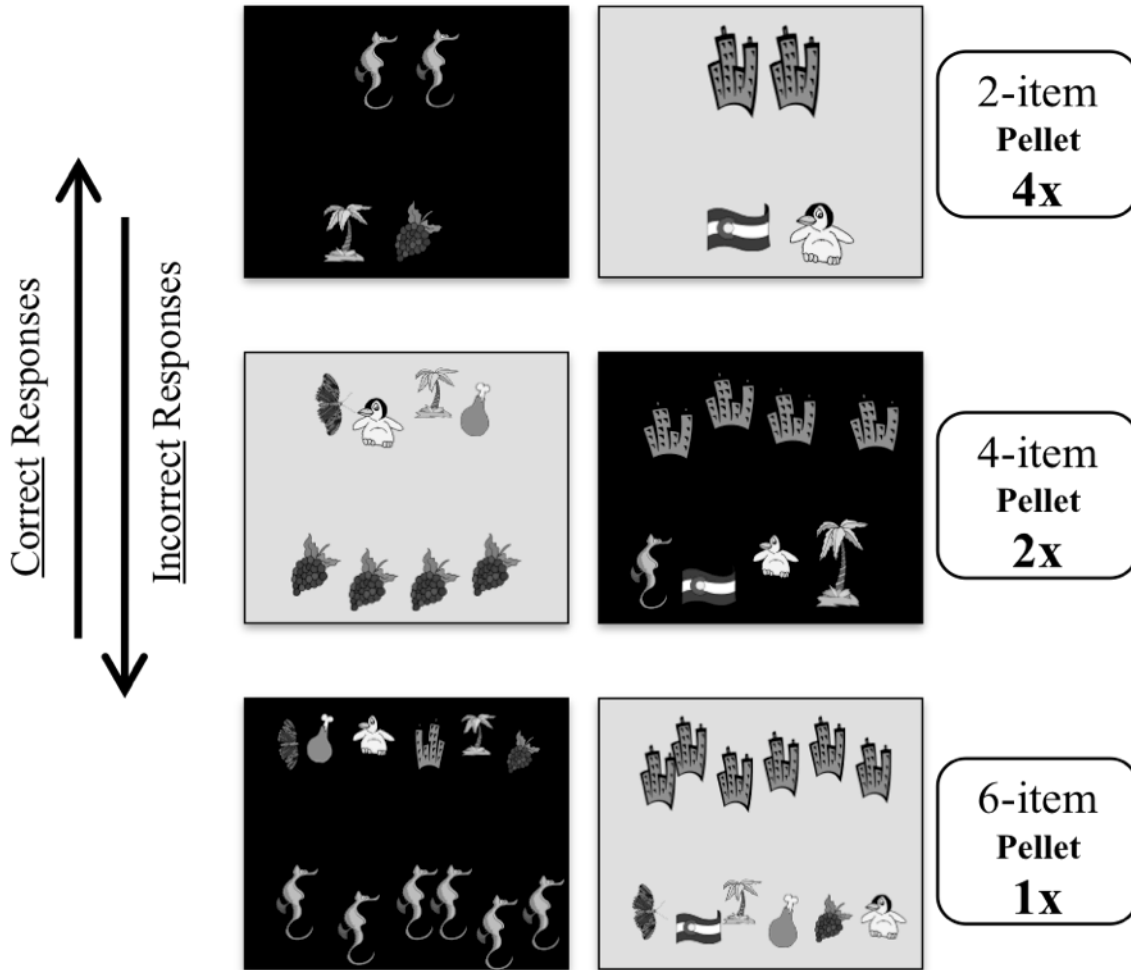 Correct Responses
Incorrect Responses
2-item
Pellet
4x
4-item
Pellet
2x
6-item
Pellet
1x